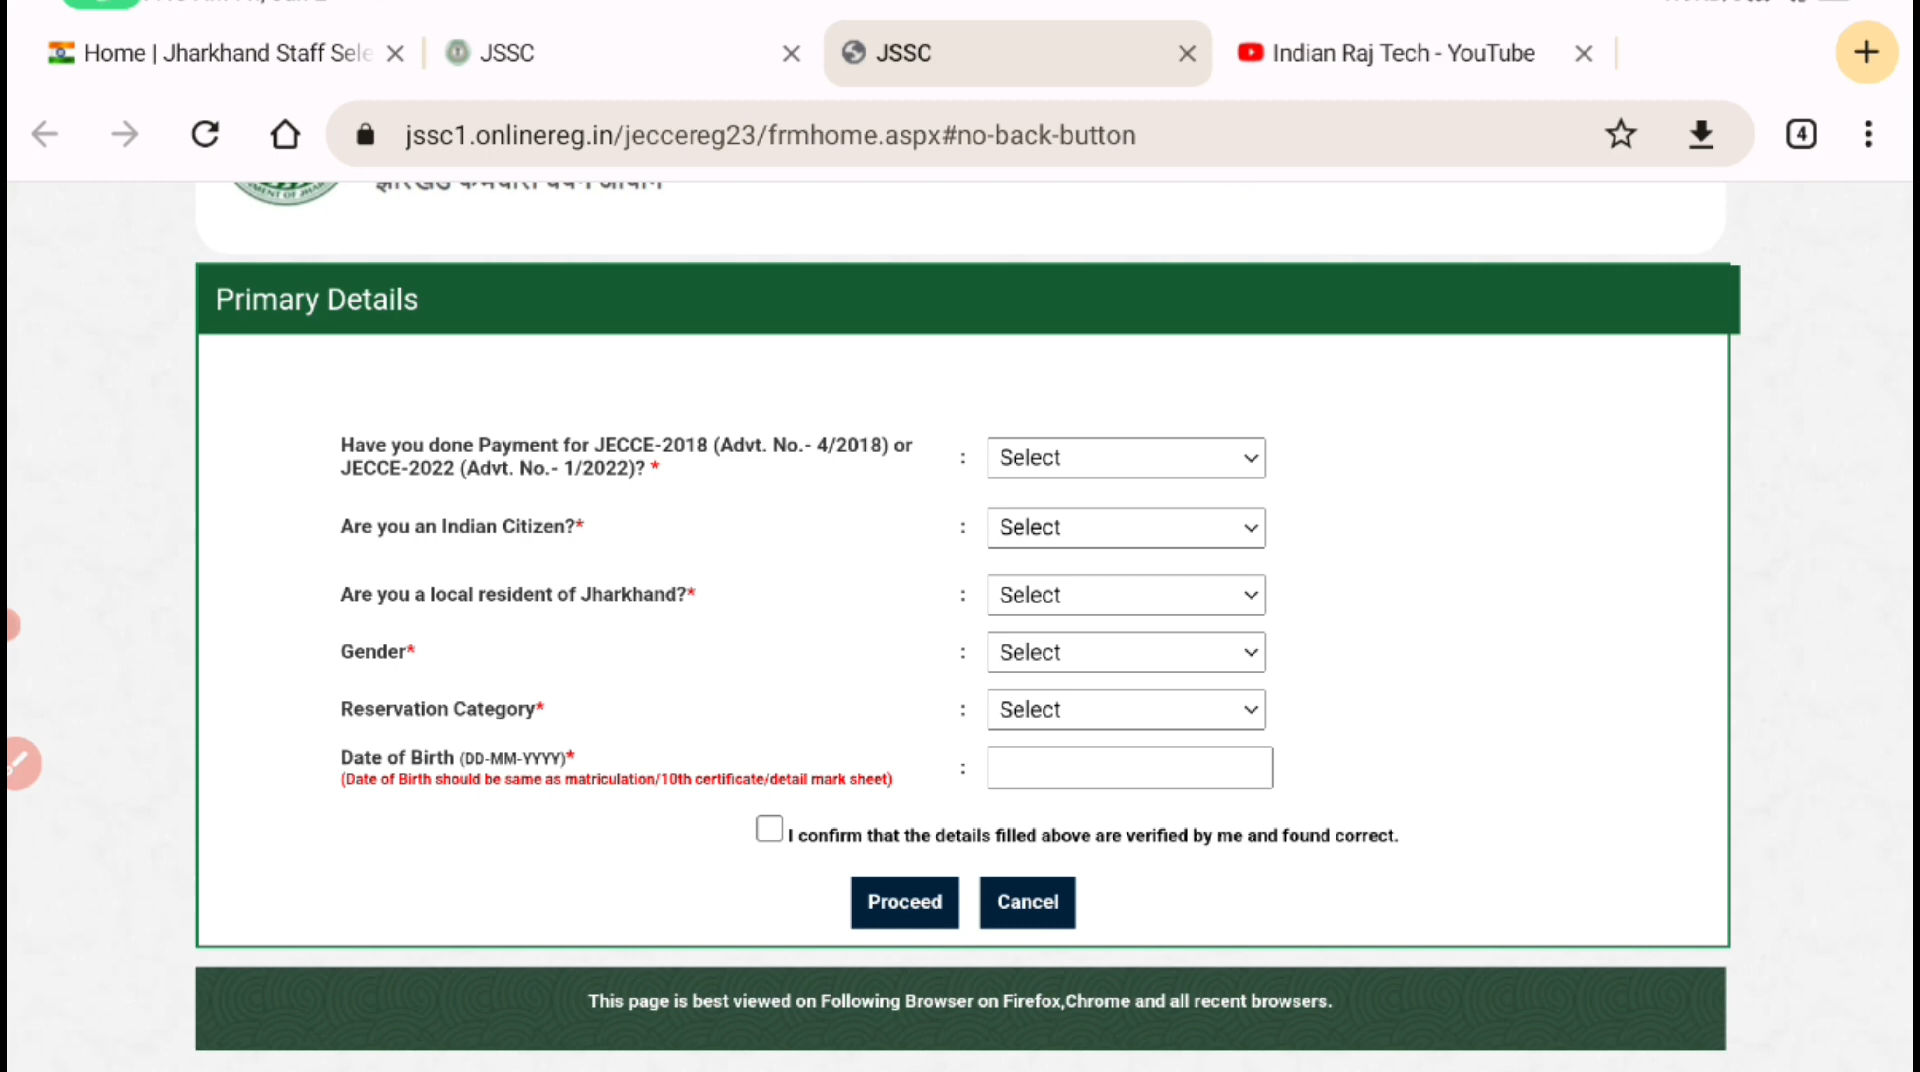 Home | Jharkhand Staff Sele
JSSC
JSSC
Indian Raj Tech - YouTube
jssc1.onlinereg.in/jeccereg23/frmhome.aspx#no-back-button
4
Primary Details
Have you done Payment for JECCE-2018 (Advt. No.- 4/2018) or
JECCE-2022 (Advt. No.- 1/2022)? * : Select
Are you an Indian Citizen?* : Select
Are you a local resident of Jharkhand?* : Select
Gender* : Select
Reservation Category* : Select
Date of Birth (DD-MM-YYYY)* :
(Date of Birth should be same as matriculation/10th certificate/detail mark sheet)
I confirm that the details filled above are verified by me and found correct.
Proceed Cancel
This page is best viewed on Following Browser on Firefox,Chrome and all recent browsers.